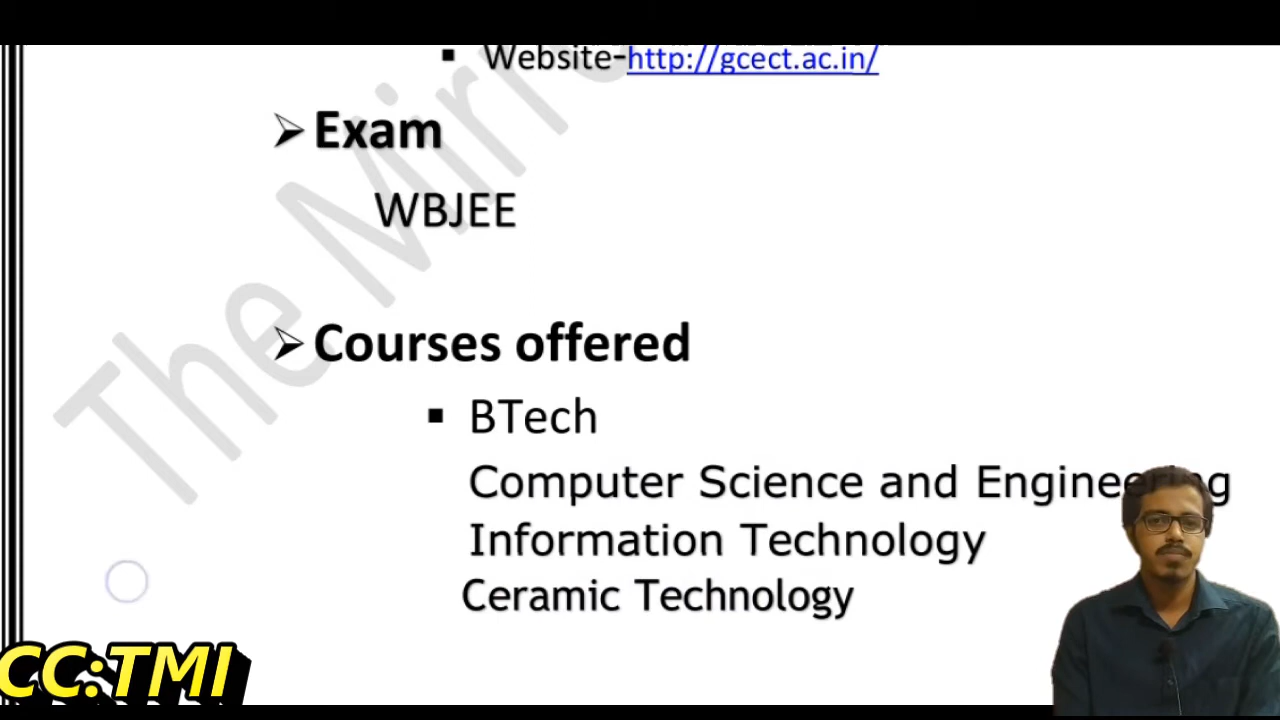 Website-http://gcect.ac.in/
Exam
WBJEE
Courses offered
BTech
Computer Science and Engineering
Information Technology
Ceramic Technology
The
CC:TMI